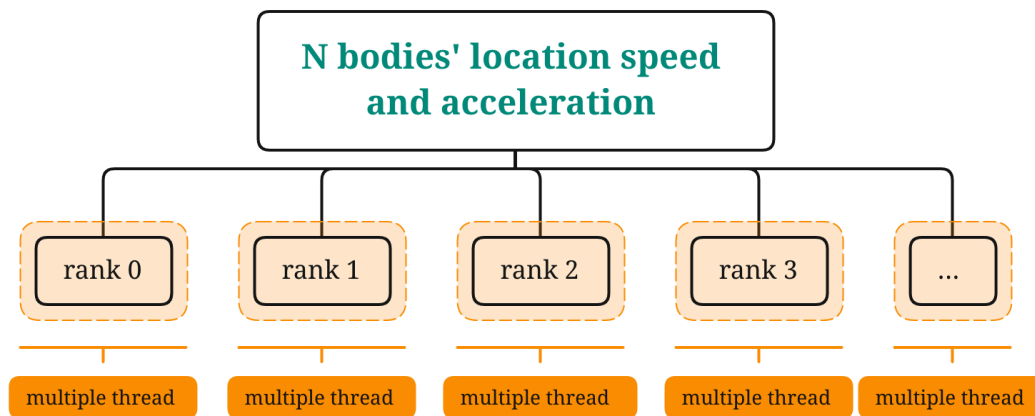 N bodies' location speed
and acceleration
rank 0
rank 1
rank 2
rank 3
...
multiple thread
multiple thread
multiple thread
multiple thread
multiple thread